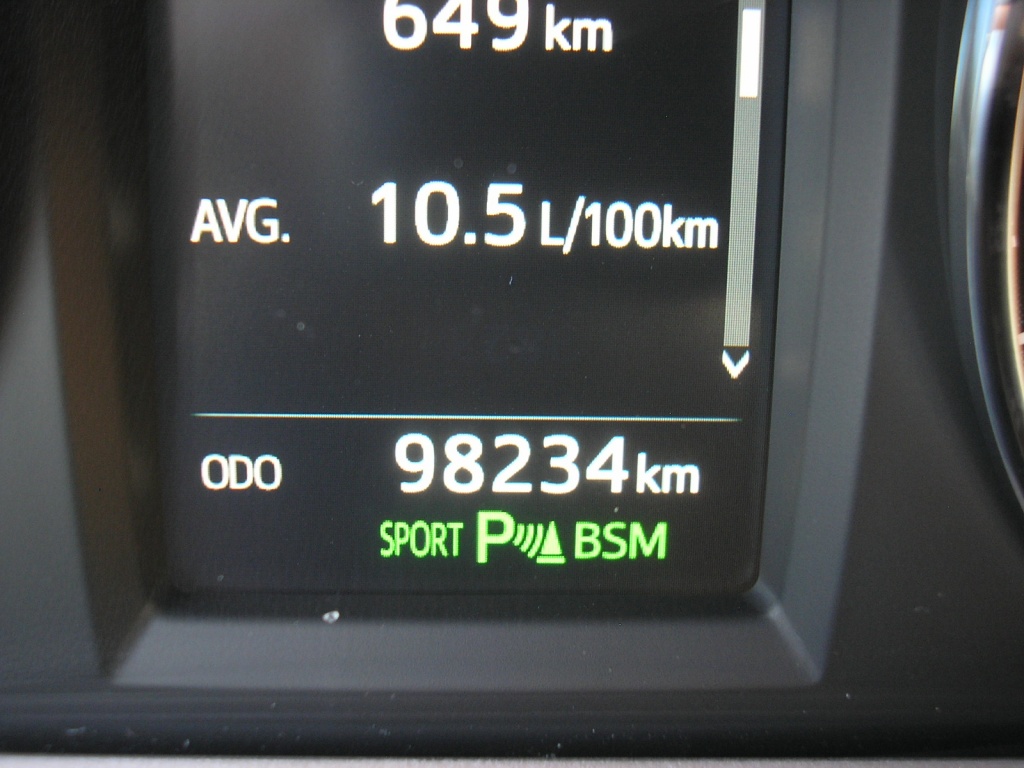 649 km
AVG. 10.5 L/100km
ODO 98234 km
SPORT P BSM